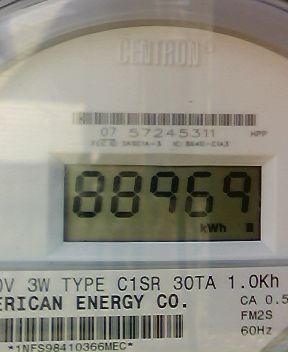 CENTRON®
07 57245311 HPP
88969
kWh
0V 3W TYPE C1SR 30TA 1.0Kh
ERICAN ENERGY CO. CA 0.5
FM2S
60Hz
*1NFS98410366MEC*